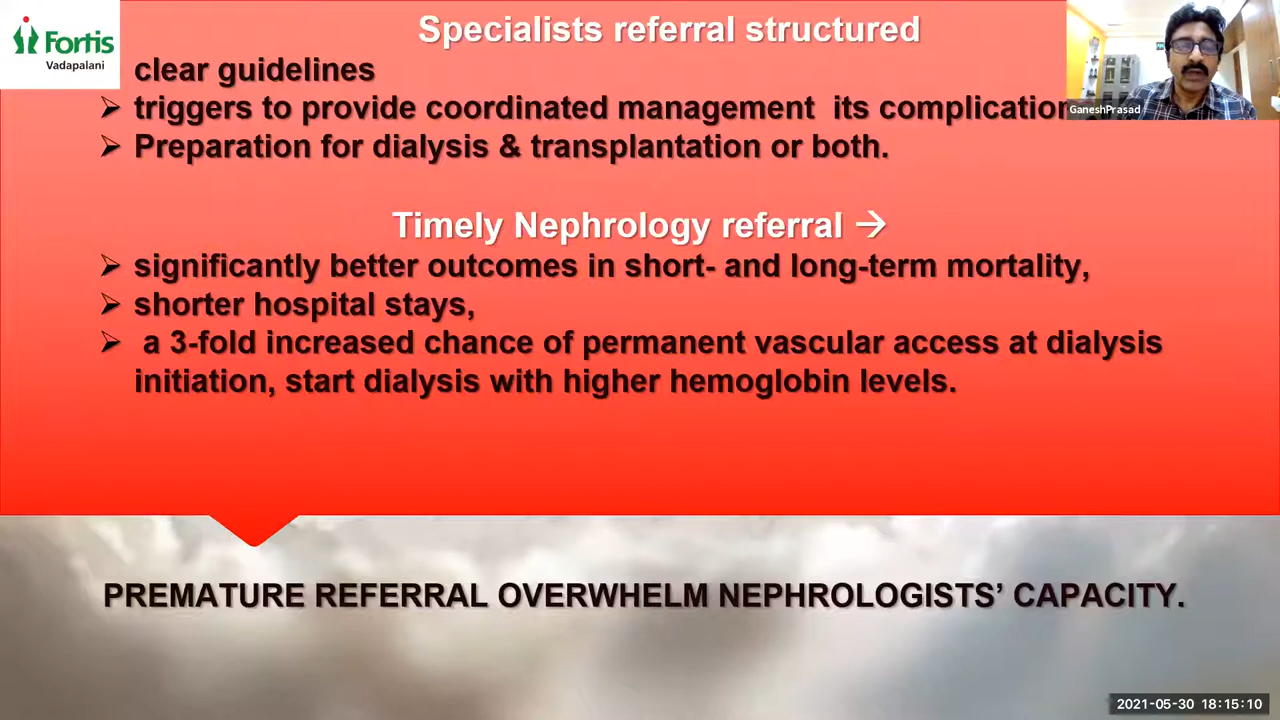 Fortis
Vadapalani
Specialists referral structured
clear guidelines
➢ triggers to provide coordinated management its complication
➢ Preparation for dialysis & transplantation or both.
GaneshPrasad
Timely Nephrology referral →
➢ significantly better outcomes in short- and long-term mortality,
➢ shorter hospital stays,
➢ a 3-fold increased chance of permanent vascular access at dialysis
initiation, start dialysis with higher hemoglobin levels.
PREMATURE REFERRAL OVERWHELM NEPHROLOGISTS’ CAPACITY.
2021-05-30 18:15:10